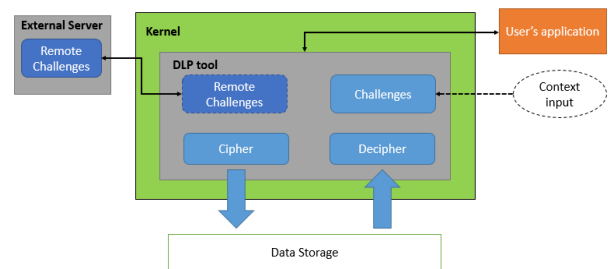 External Server
Remote
Challenges
Kernel
User's application
DLP tool
Remote
Challenges
Challenges
Context
input
Cipher
Decipher
Data Storage